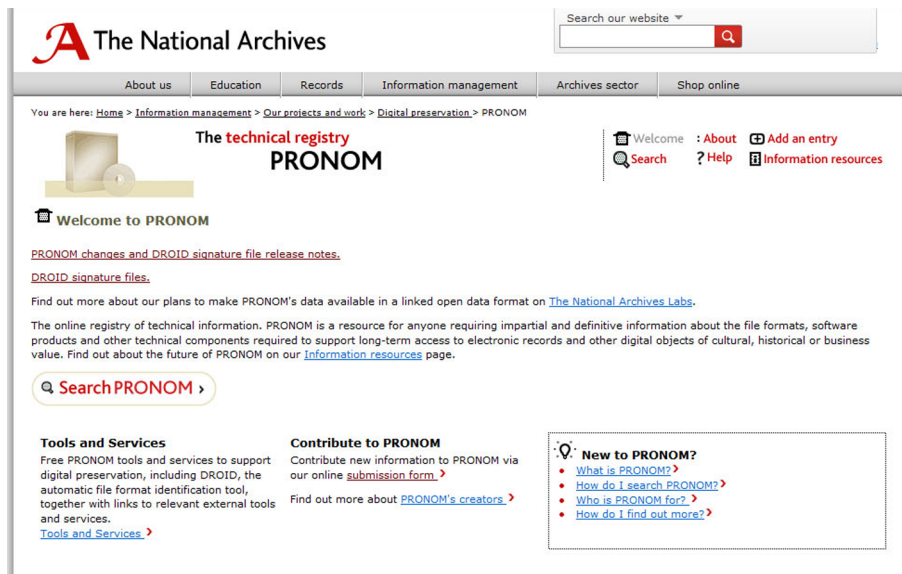 Search our website
The National Archives
About us Education Records Information management Archives sector Shop online
You are here: Home > Information management > Our projects and work > Digital preservation > PRONOM
The technical registry
PRONOM
Welcome : About Add an entry
Search ? Help Information resources
Welcome to PRONOM
PRONOM changes and DROID signature file release notes.
DROID signature files.
Find out more about our plans to make PRONOM's data available in a linked open data format on The National Archives Labs.
The online registry of technical information. PRONOM is a resource for anyone requiring impartial and definitive information about the file formats, software
products and other technical components required to support long-term access to electronic records and other digital objects of cultural, historical or business
value. Find out about the future of PRONOM on our Information resources page.
Search PRONOM ›
Tools and Services
Free PRONOM tools and services to support
digital preservation, including DROID, the
automatic file format identification tool,
together with links to relevant external tools
and services.
Tools and Services
Contribute to PRONOM
Contribute new information to PRONOM via
our online submission form
Find out more about PRONOM's creators
New to PRONOM?
• What is PRONOM?
• How do I search PRONOM?
• Who is PRONOM for?
• How do I find out more?